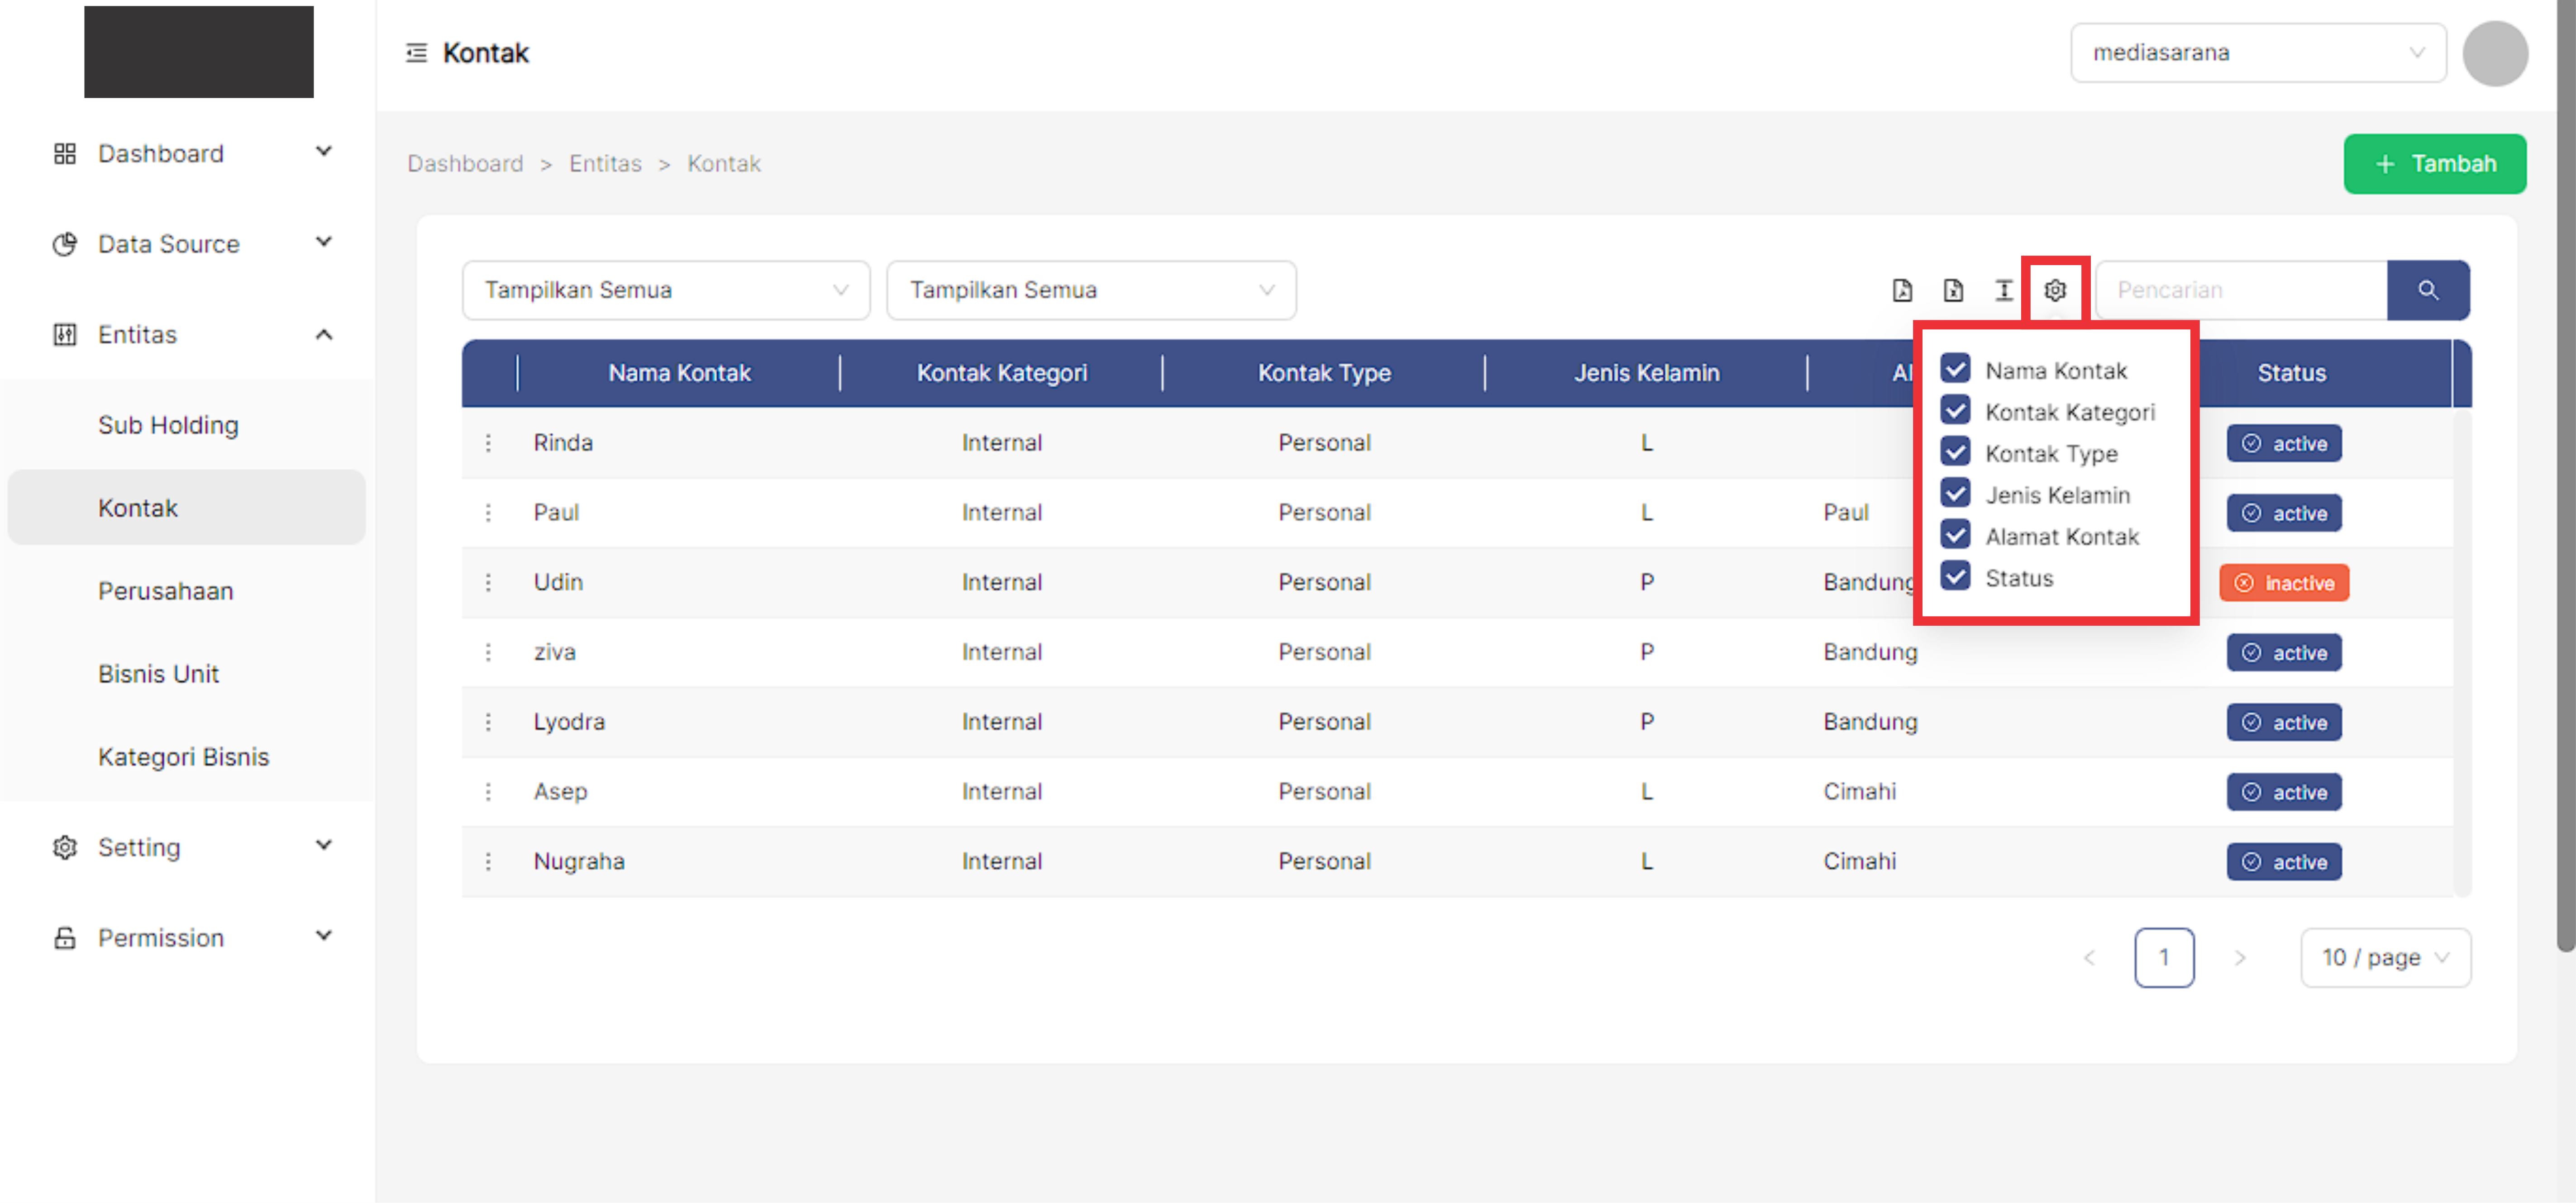 Kontak
mediasarana
Dashboard
Data Source
Entitas
Sub Holding
Kontak
Perusahaan
Bisnis Unit
Kategori Bisnis
Setting
Permission
Dashboard > Entitas > Kontak
+ Tambah
Tampilkan Semua
Tampilkan Semua
Pencarian
Nama Kontak
Kontak Kategori
Kontak Type
Jenis Kelamin
Alamat Kontak
Status
Nama Kontak Kontak Kategori Kontak Type Jenis Kelamin Al Status
Rinda Internal Personal L active
Paul Internal Personal L Paul active
Udin Internal Personal P Bandung inactive
ziva Internal Personal P Bandung active
Lyodra Internal Personal P Bandung active
Asep Internal Personal L Cimahi active
Nugraha Internal Personal L Cimahi active
< 1 > 10 / page